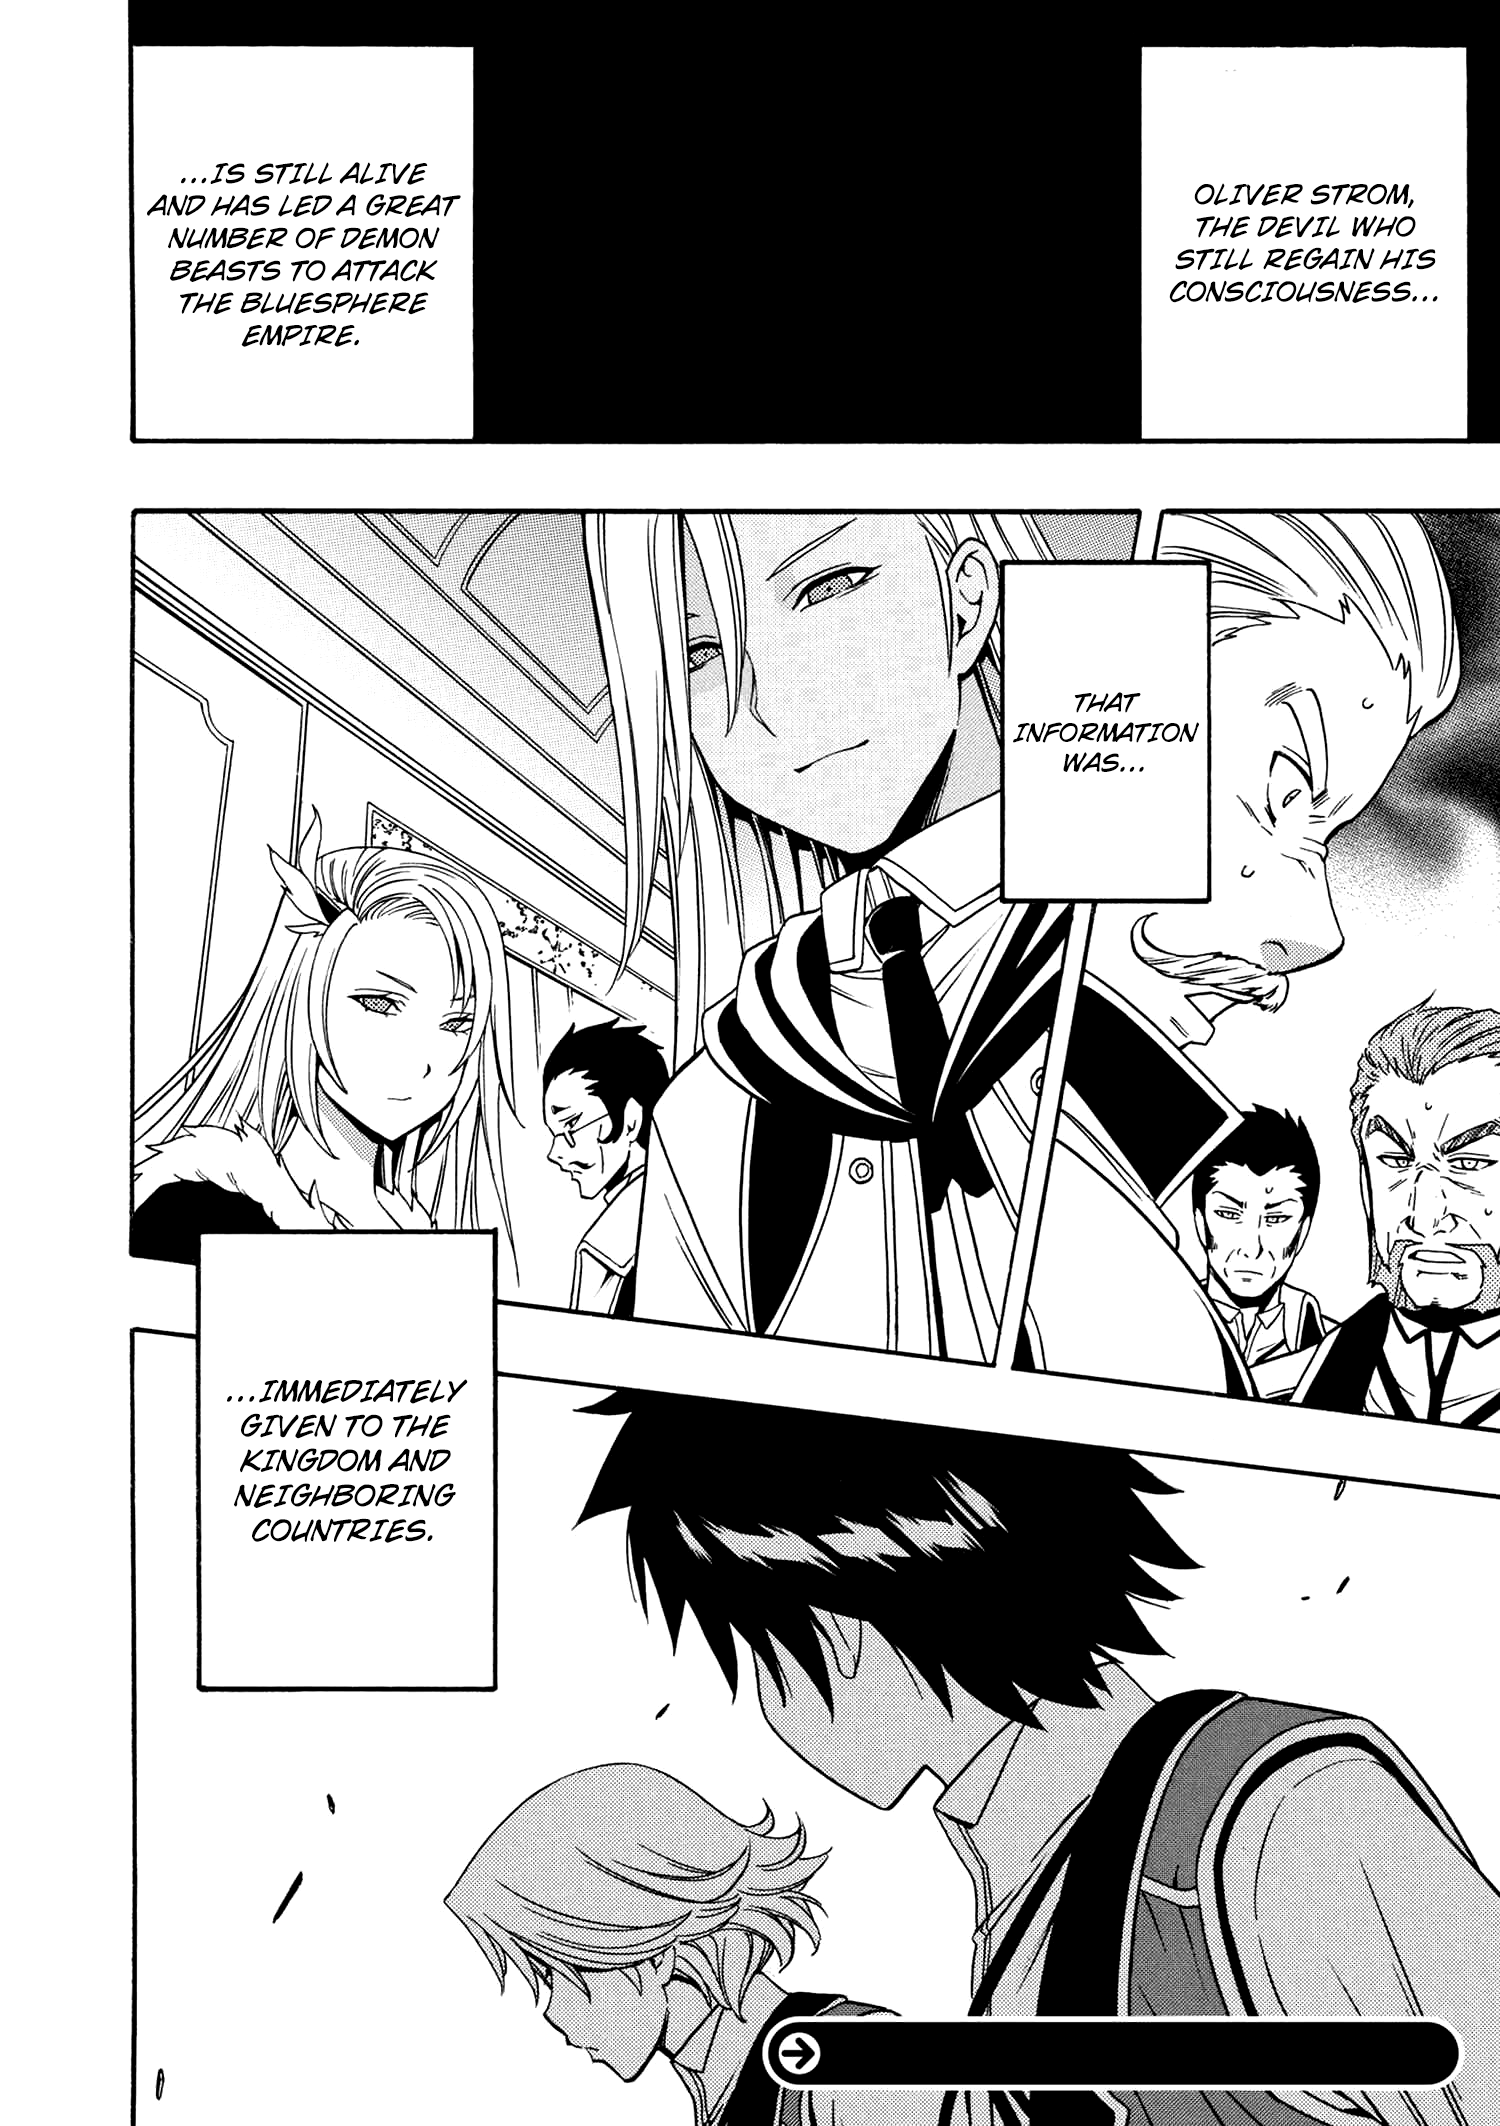 OLIVER STROM,
THE DEVIL WHO
STILL REGAIN HIS
CONSCIOUSNESS...
...IS STILL ALIVE
AND HAS LED A GREAT
NUMBER OF DEMON
BEASTS TO ATTACK
THE BLUESPHERE
EMPIRE.
THAT
INFORMATION
WAS...
...IMMEDIATELY
GIVEN TO THE
KINGDOM AND
NEIGHBORING
COUNTRIES.